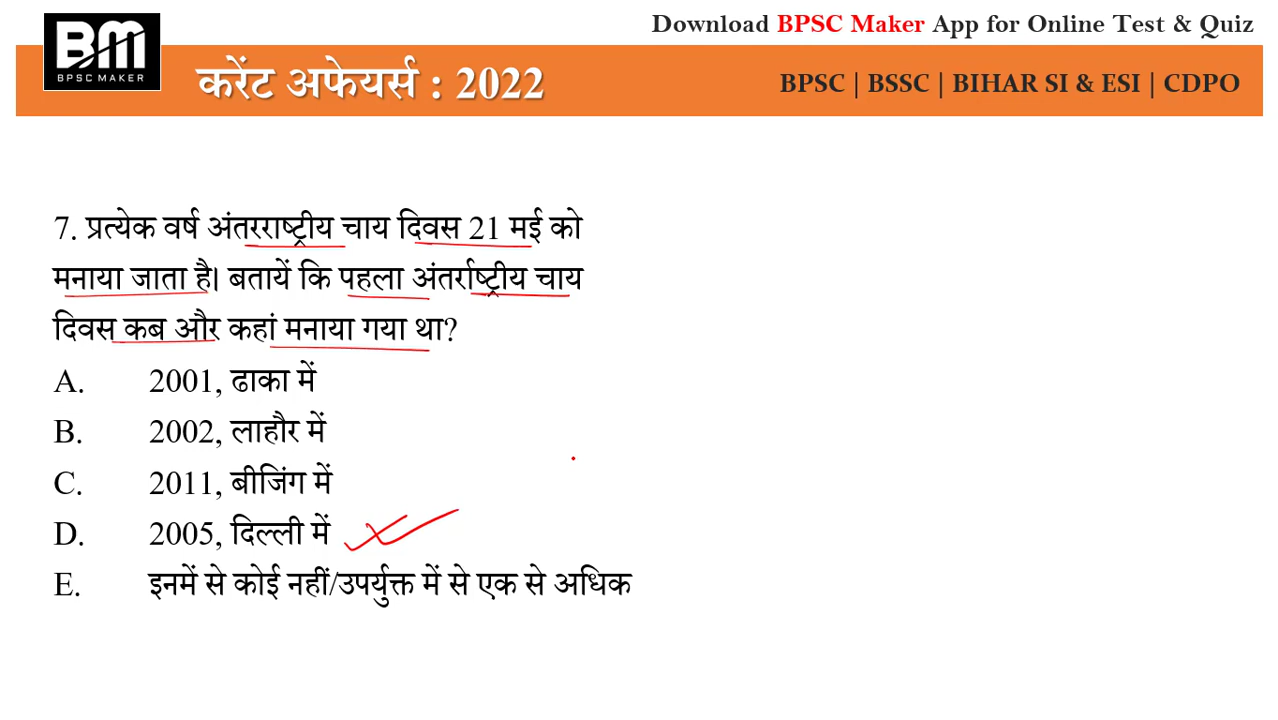 Download BPSC Maker App for Online Test & Quiz
BM
BPSC MAKER
करेंट अफेयर्स : 2022
BPSC | BSSC | BIHAR SI & ESI | CDPO
7. प्रत्येक वर्ष अंतरराष्ट्रीय चाय दिवस 21 मई को
मनाया जाता है। बतायें कि पहला अंतर्राष्ट्रीय चाय
दिवस कब और कहां मनाया गया था?
A. 2001, ढाका में
B. 2002, लाहौर में
C. 2011, बीजिंग में
D. 2005, दिल्ली में
E. इनमें से कोई नहीं/उपर्युक्त में से एक से अधिक